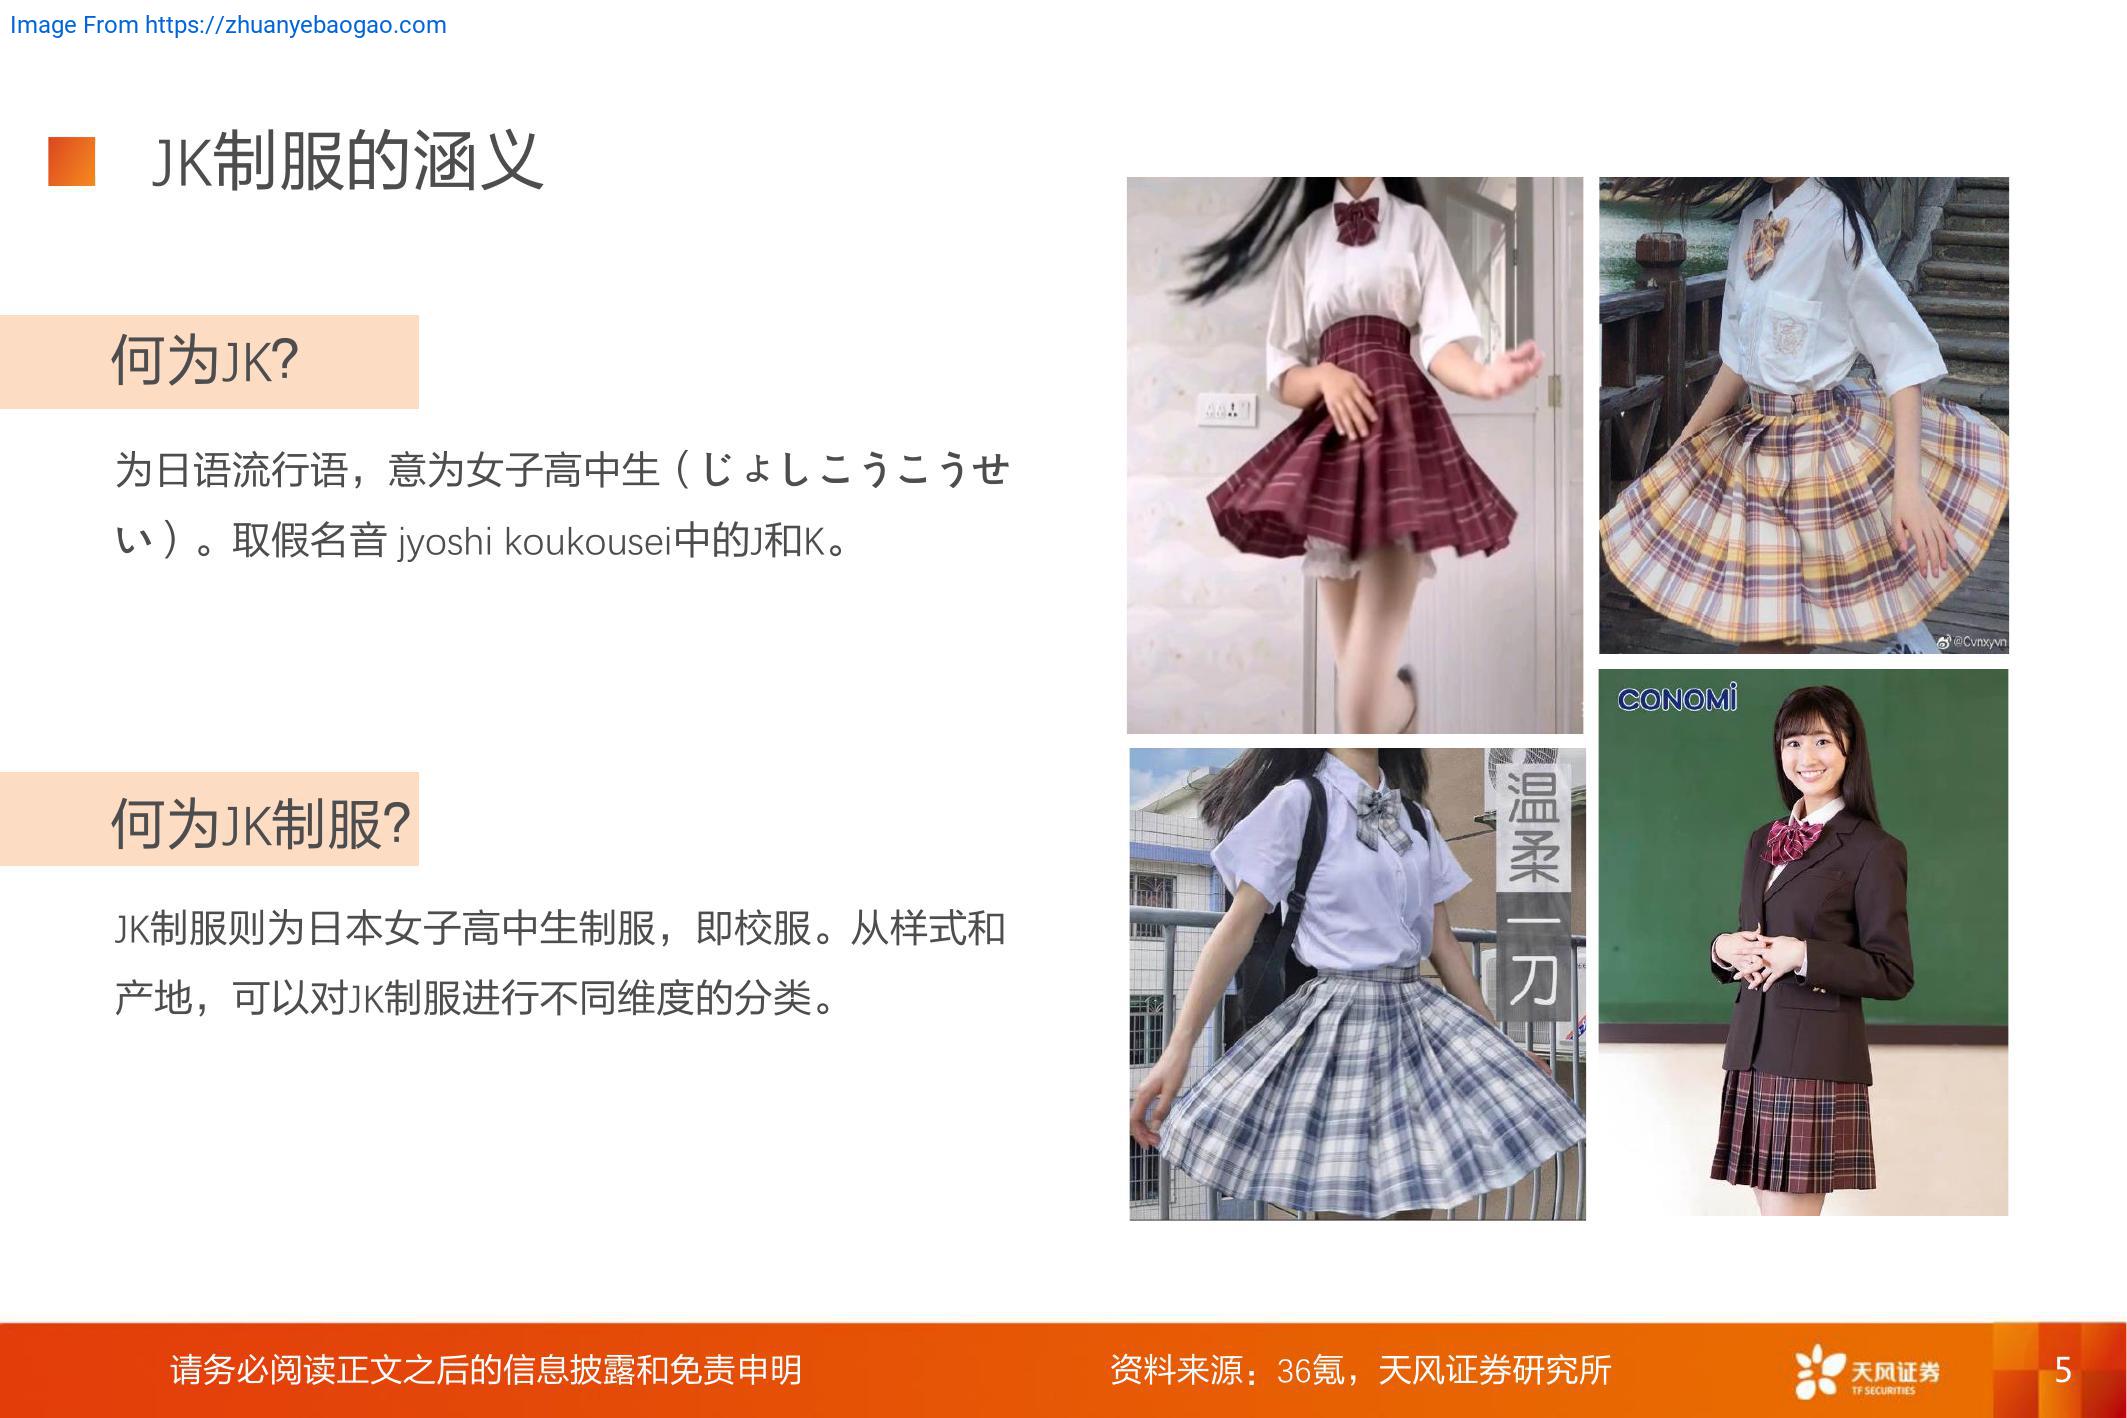 Image From https://zhuanyebaogao.com
JK制服的涵义
何为JK?
为日语流行语，意为女子高中生（じょしこうこうせ
い）。取假名音 jyoshi koukousei中的J和K。
何为JK制服?
JK制服则为日本女子高中生制服，即校服。从样式和
产地，可以对JK制服进行不同维度的分类。
@Cvnxyvn
温柔一刀
CONOMi
请务必阅读正文之后的信息披露和免责申明
资料来源：36氪，天风证券研究所
天风证券
TF SECURITIES
5